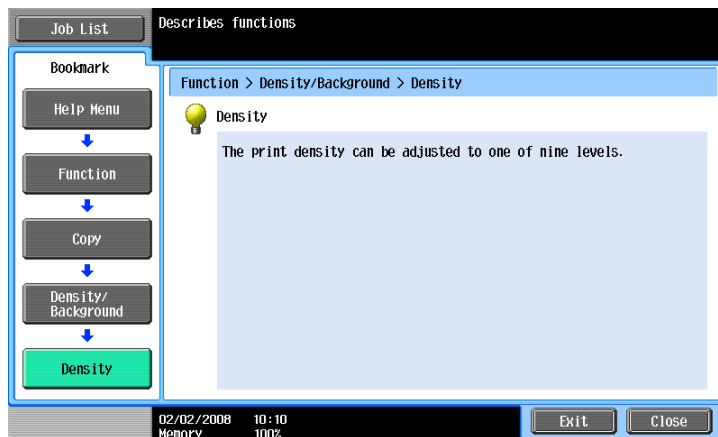 Job List
Describes functions
Bookmark
Help Menu
Function
Copy
Density/
Background
Density
Function > Density/Background > Density
Density
The print density can be adjusted to one of nine levels.
02/02/2008 10:10
Memory 100%
Exit
Close